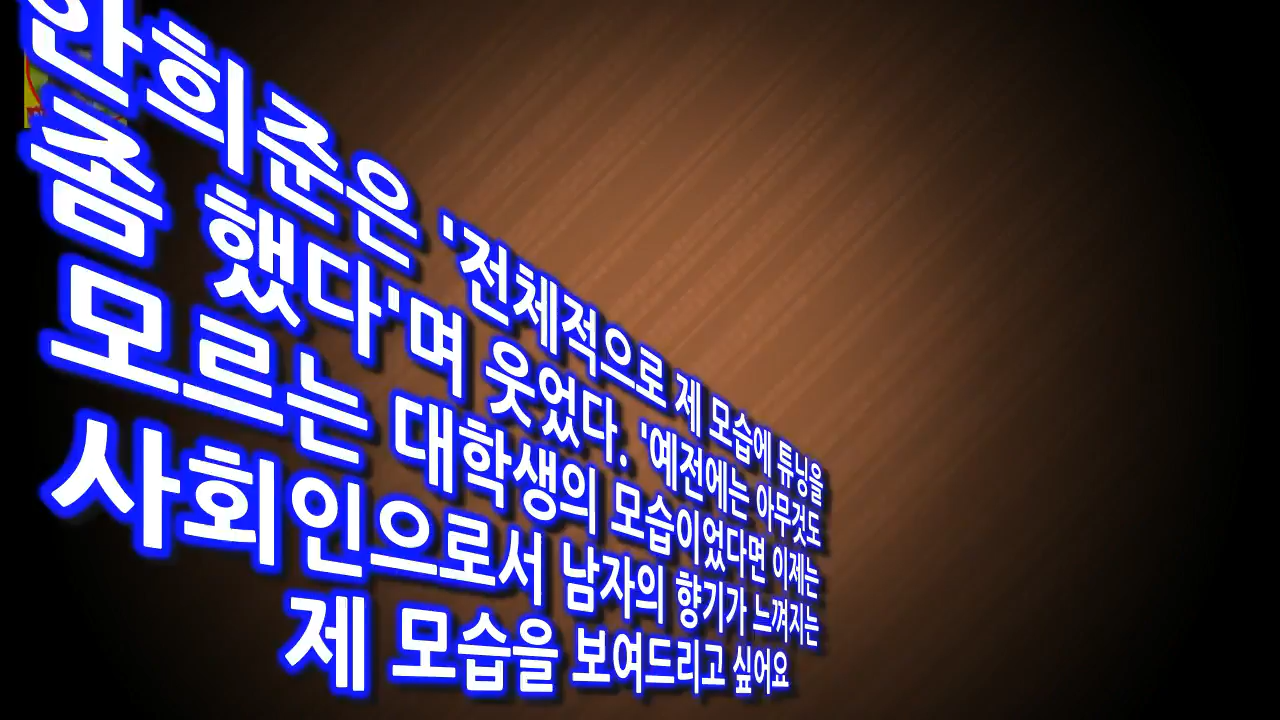 안희준은 '전체적으로 제 모습에 튜닝을
좀 했다'며 웃었다. '예전에는 아무것도
모르는 대학생의 모습이었다면 이제는
사회인으로서 남자의 향기가 느껴지는
제 모습을 보여드리고 싶어요